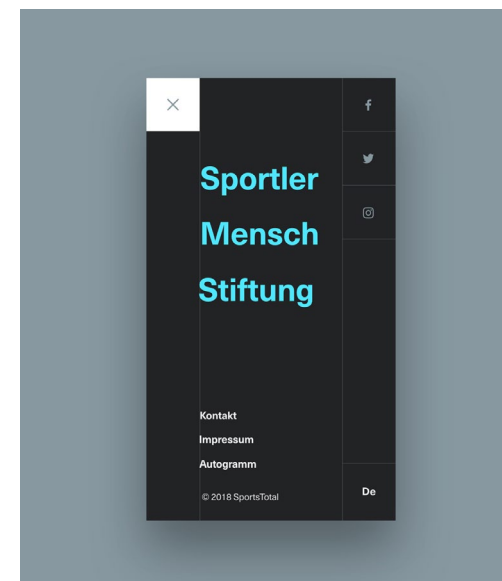 Sportler
Mensch
Stiftung
Kontakt
Impressum
Autogramm
© 2018 SportsTotal
De